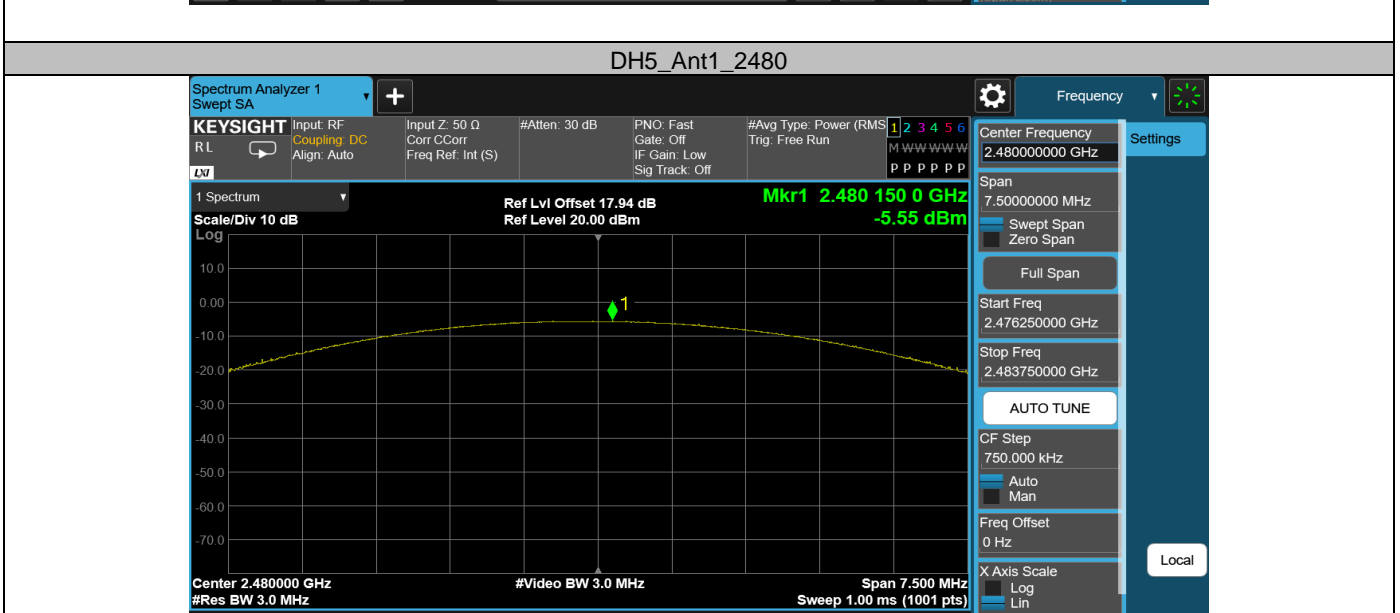 DH5_Ant1_2480
Spectrum Analyzer 1
Swept SA
+
Frequency
KEYSIGHT
RL
LXI
Input: RF
Coupling: DC
Align: Auto
Input Z: 50 Ω
Corr CCorr
Freq Ref: Int (S)
#Atten: 30 dB
PNO: Fast
Gate: Off
IF Gain: Low
Sig Track: Off
#Avg Type: Power (RMS
Trig: Free Run
1 2 3 4 5 6
M W W W W W
P P P P P P
1 Spectrum
Scale/Div 10 dB
Ref Lvl Offset 17.94 dB
Ref Level 20.00 dBm
Mkr1 2.480 150 0 GHz
-5.55 dBm
Log
10.0
0.00
-10.0
-20.0
-30.0
-40.0
-50.0
-60.0
-70.0
1
Center 2.480000 GHz
#Res BW 3.0 MHz
#Video BW 3.0 MHz
Span 7.500 MHz
Sweep 1.00 ms (1001 pts)
Center Frequency
2.480000000 GHz
Settings
Span
7.50000000 MHz
Swept Span
Zero Span
Full Span
Start Freq
2.476250000 GHz
Stop Freq
2.483750000 GHz
AUTO TUNE
CF Step
750.000 kHz
Auto
Man
Freq Offset
0 Hz
X Axis Scale
Log
Lin
Local